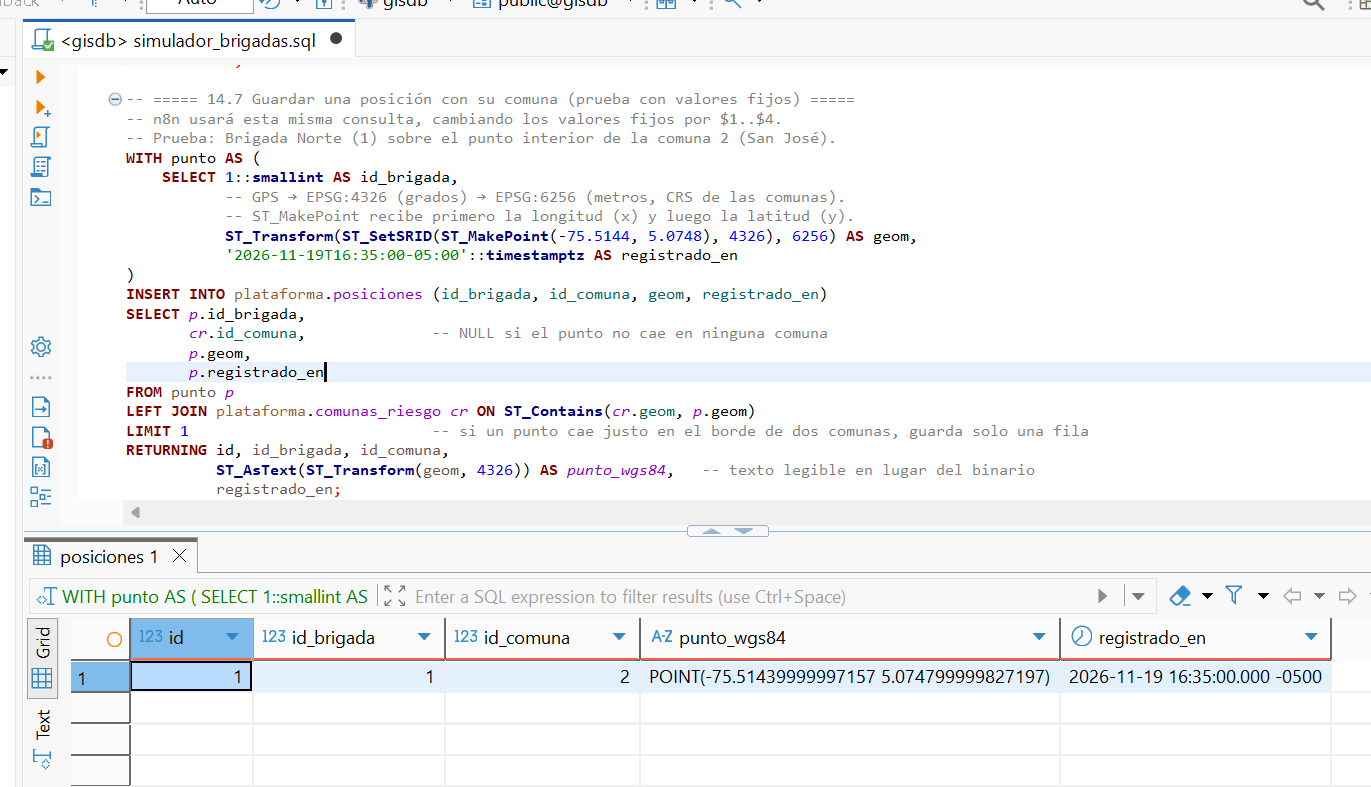 Auto
gisdb
public@gisdb
<gisdb> simulador_brigadas.sql
-- ===== 14.7 Guardar una posición con su comuna (prueba con valores fijos) =====
-- n8n usará esta misma consulta, cambiando los valores fijos por $1..$4.
-- Prueba: Brigada Norte (1) sobre el punto interior de la comuna 2 (San José).
WITH punto AS (
SELECT 1::smallint AS id_brigada,
-- GPS → EPSG:4326 (grados) → EPSG:6256 (metros, CRS de las comunas).
-- ST_MakePoint recibe primero la longitud (x) y luego la latitud (y).
ST_Transform(ST_SetSRID(ST_MakePoint(-75.5144, 5.0748), 4326), 6256) AS geom,
'2026-11-19T16:35:00-05:00'::timestamptz AS registrado_en
)
INSERT INTO plataforma.posiciones (id_brigada, id_comuna, geom, registrado_en)
SELECT p.id_brigada,
cr.id_comuna, -- NULL si el punto no cae en ninguna comuna
p.geom,
p.registrado_en
FROM punto p
LEFT JOIN plataforma.comunas_riesgo cr ON ST_Contains(cr.geom, p.geom)
LIMIT 1 -- si un punto cae justo en el borde de dos comunas, guarda solo una fila
RETURNING id, id_brigada, id_comuna,
ST_AsText(ST_Transform(geom, 4326)) AS punto_wgs84, -- texto legible en lugar del binario
registrado_en;
posiciones 1
WITH punto AS ( SELECT 1::smallint AS
Enter a SQL expression to filter results (use Ctrl+Space)
Grid
Text
123 id
123 id_brigada
123 id_comuna
A-Z punto_wgs84
registrado_en
1
1
1
2
POINT(-75.51439999997157 5.074799999827197)
2026-11-19 16:35:00.000 -0500